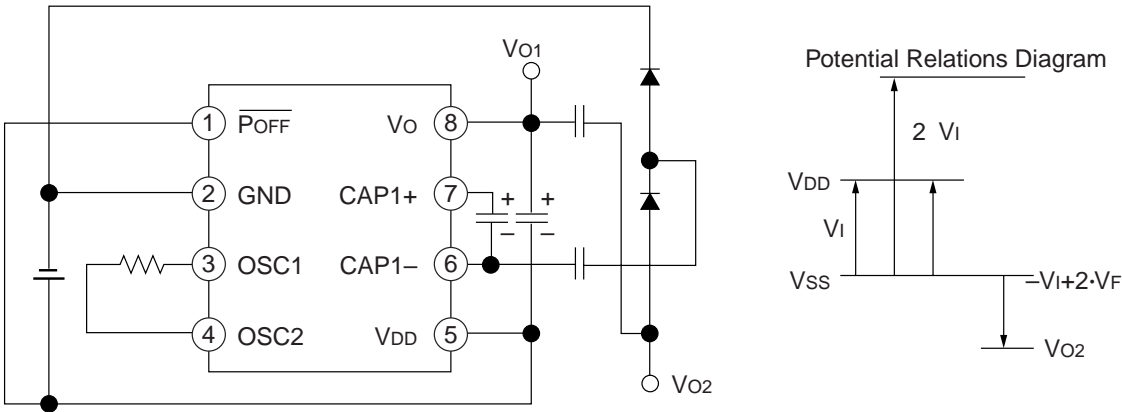 VO1
1 POFF
VO 8
2 GND
CAP1+ 7
3 OSC1
CAP1– 6
4 OSC2
VDD 5
+
–
+
–
VO2
Potential Relations Diagram
2 VI
VDD
VI
VSS
–VI+2·VF
VO2